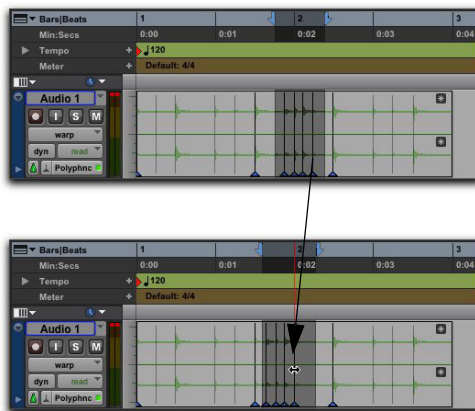 Bars|Beats 1 2 3
Min:Secs 0:00 0:01 0:02 0:03 0:04
Tempo + 120
Meter + Default: 4/4
Audio 1
I S M
warp
dyn read
Polyphnc
Bars|Beats 1 2 3
Min:Secs 0:00 0:01 0:02 0:03 0:04
Tempo + 120
Meter + Default: 4/4
Audio 1
I S M
warp
dyn read
Polyphnc